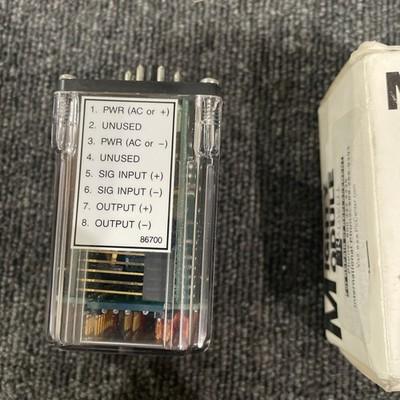 1. PWR (AC or +)
2. UNUSED
3. PWR (AC or –)
4. UNUSED
5. SIG INPUT (+)
6. SIG INPUT (–)
7. OUTPUT (+)
8. OUTPUT (–)
86700
MODULE